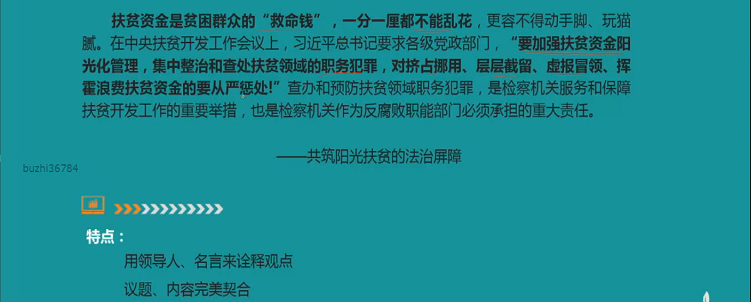 扶贫资金是贫困群众的“救命钱”，一分一厘都不能乱花，更容不得动手脚、玩猫
腻。在中央扶贫开发工作会议上，习近平总书记要求各级党政部门，“要加强扶贫资金阳
光化管理，集中整治和查处扶贫领域的职务犯罪，对挤占挪用、层层截留、虚报冒领、挥
霍浪费扶贫资金的要从严惩处!”查办和预防扶贫领域职务犯罪，是检察机关服务和保障
扶贫开发工作的重要举措，也是检察机关作为反腐败职能部门必须承担的重大责任。
——共筑阳光扶贫的法治屏障
buzhi36784
特点：
用领导人、名言来诠释观点
议题、内容完美契合